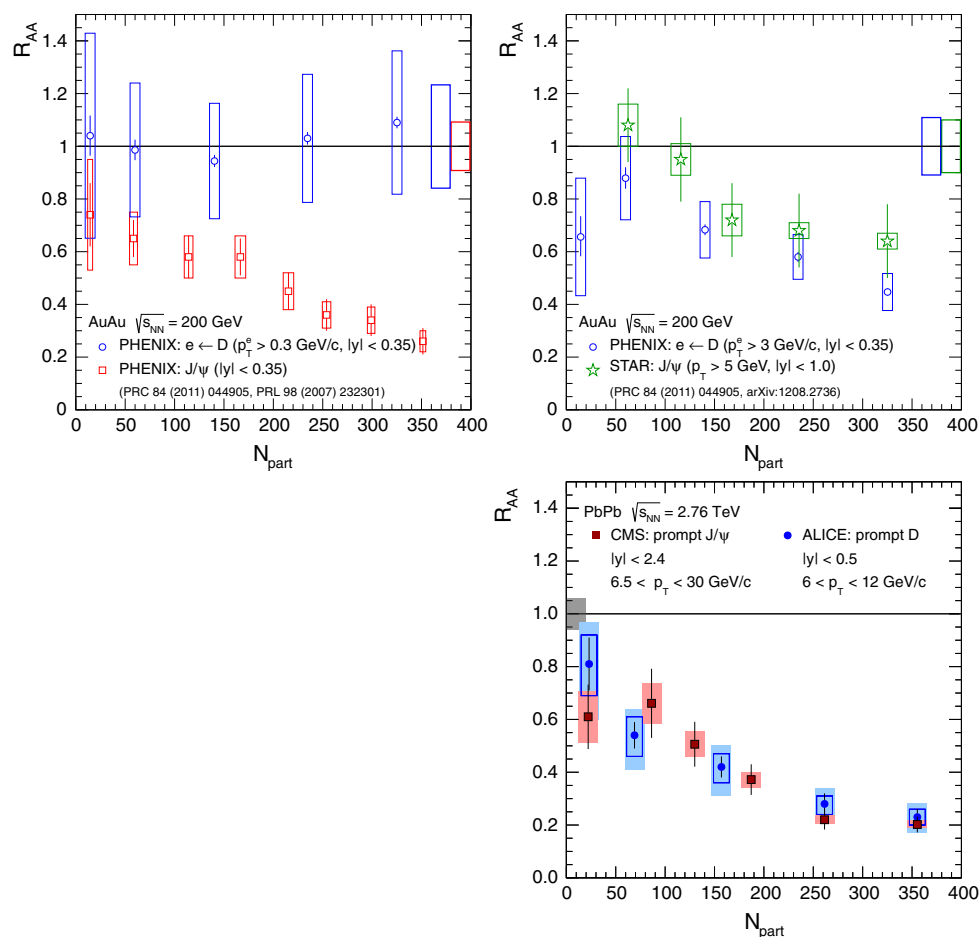 R_AA
1.4
1.2
1
0.8
0.6
0.4
0.2
0
AuAu √s_NN = 200 GeV
PHENIX: e ← D (p_T^e > 0.3 GeV/c, |y| < 0.35)
PHENIX: J/ψ (|y| < 0.35)
(PRC 84 (2011) 044905, PRL 98 (2007) 232301)
0 50 100 150 200 250 300 350 400
N_part
R_AA
1.4
1.2
1
0.8
0.6
0.4
0.2
0
AuAu √s_NN = 200 GeV
PHENIX: e ← D (p_T^e > 3 GeV/c, |y| < 0.35)
STAR: J/ψ (p_T > 5 GeV, |y| < 1.0)
(PRC 84 (2011) 044905, arXiv:1208.2736)
0 50 100 150 200 250 300 350 400
N_part
R_AA
1.4
1.2
1.0
0.8
0.6
0.4
0.2
0.0
PbPb √s_NN = 2.76 TeV
CMS: prompt J/ψ
|y| < 2.4
6.5 < p_T < 30 GeV/c
ALICE: prompt D
|y| < 0.5
6 < p_T < 12 GeV/c
0 50 100 150 200 250 300 350 400
N_part